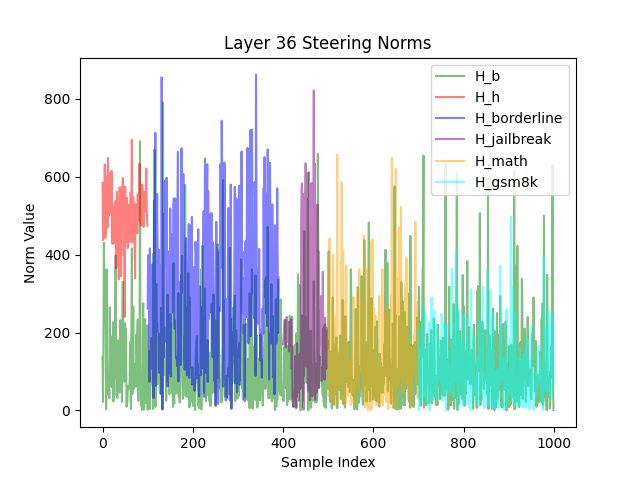 Layer 36 Steering Norms
H_b
H_h
H_borderline
H_jailbreak
H_math
H_gsm8k
Norm Value
800
600
400
200
0
0 200 400 600 800 1000
Sample Index